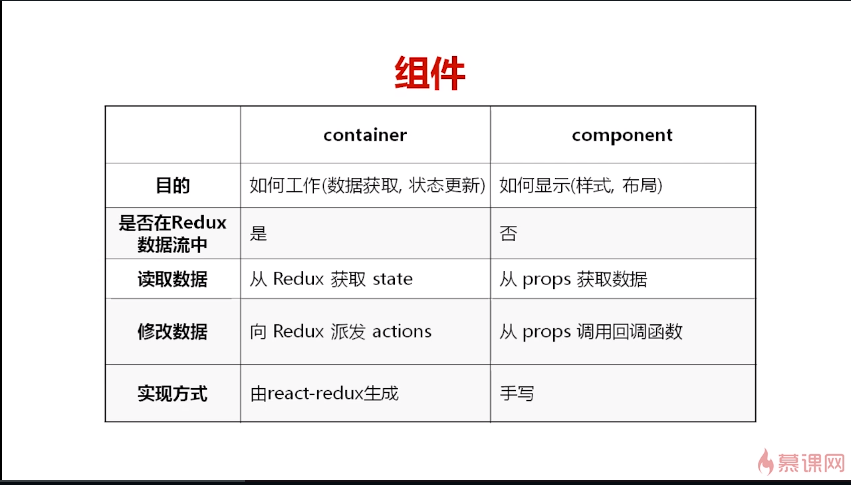 组件
container component
目的 如何工作(数据获取, 状态更新) 如何显示(样式, 布局)
是否在Redux
数据流中 是 否
读取数据 从 Redux 获取 state 从 props 获取数据
修改数据 向 Redux 派发 actions 从 props 调用回调函数
实现方式 由react-redux生成 手写
慕课网